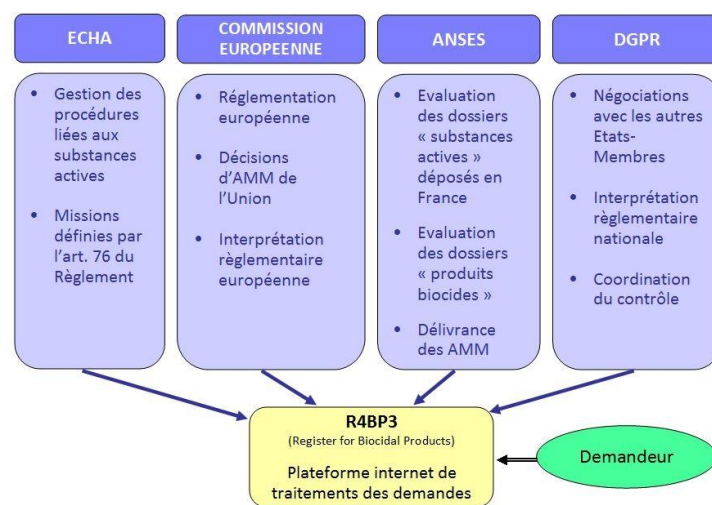 ECHA
• Gestion des
procédures
liées aux
substances
actives
• Missions
définies par
l'art. 76 du
Règlement
COMMISSION
EUROPEENNE
• Réglementation
européenne
• Décisions
d'AMM de
l'Union
• Interprétation
règlementaire
européenne
ANSES
• Evaluation
des dossiers
« substances
actives »
déposés en
France
• Evaluation
des dossiers
« produits
biocides »
• Délivrance
des AMM
DGPR
• Négociations
avec les autres
Etats-
Membres
• Interprétation
règlementaire
nationale
• Coordination
du contrôle
R4BP3
(Register for Biocidal Products)
Plateforme internet de
traitements des demandes
Demandeur